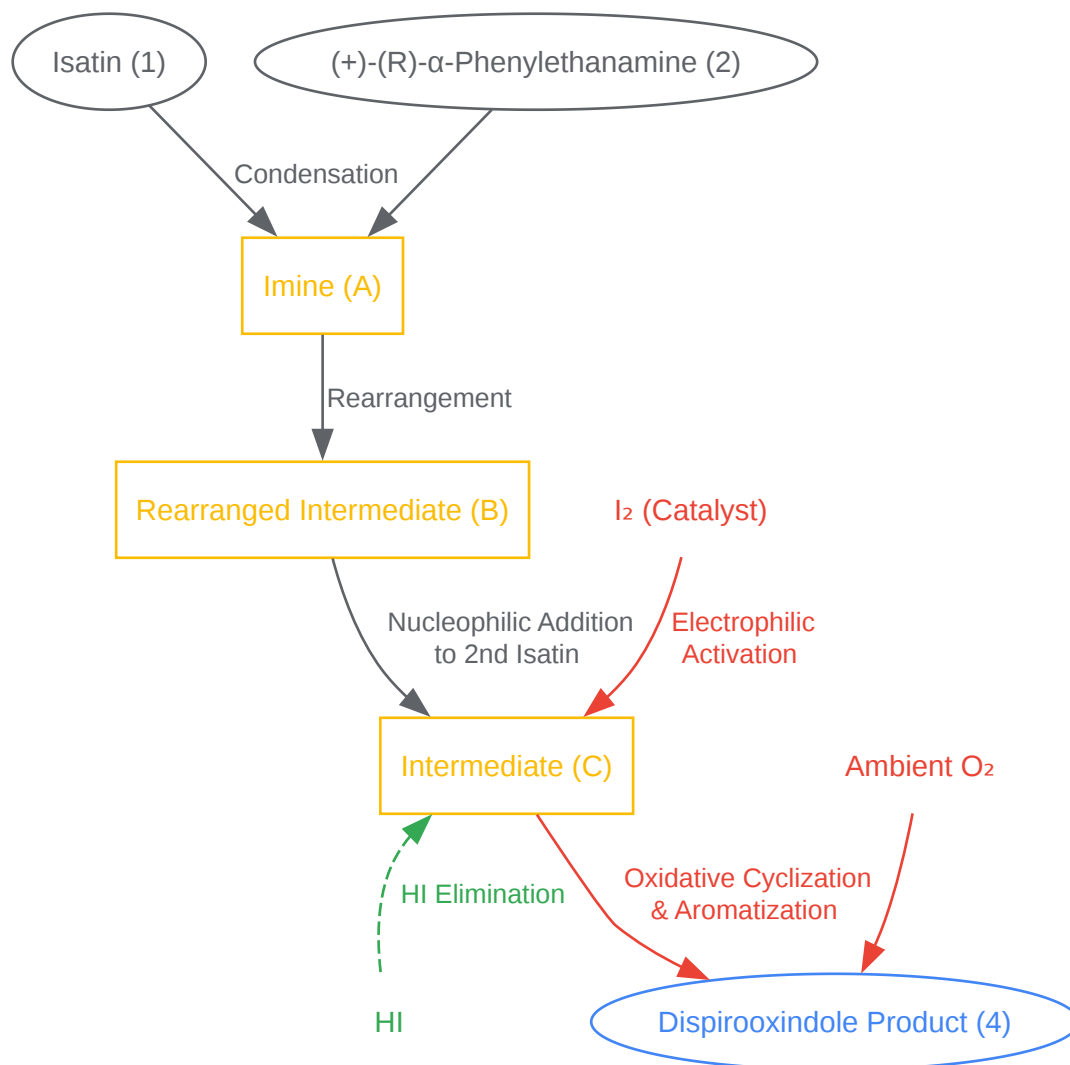 Isatin (1)
(+)-(R)-α-Phenylethanamine (2)
Condensation
Imine (A)
Rearrangement
Rearranged Intermediate (B)
I₂ (Catalyst)
Nucleophilic Addition
to 2nd Isatin
Electrophilic
Activation
Intermediate (C)
Ambient O₂
HI Elimination
Oxidative Cyclization
& Aromatization
HI
Dispirooxindole Product (4)